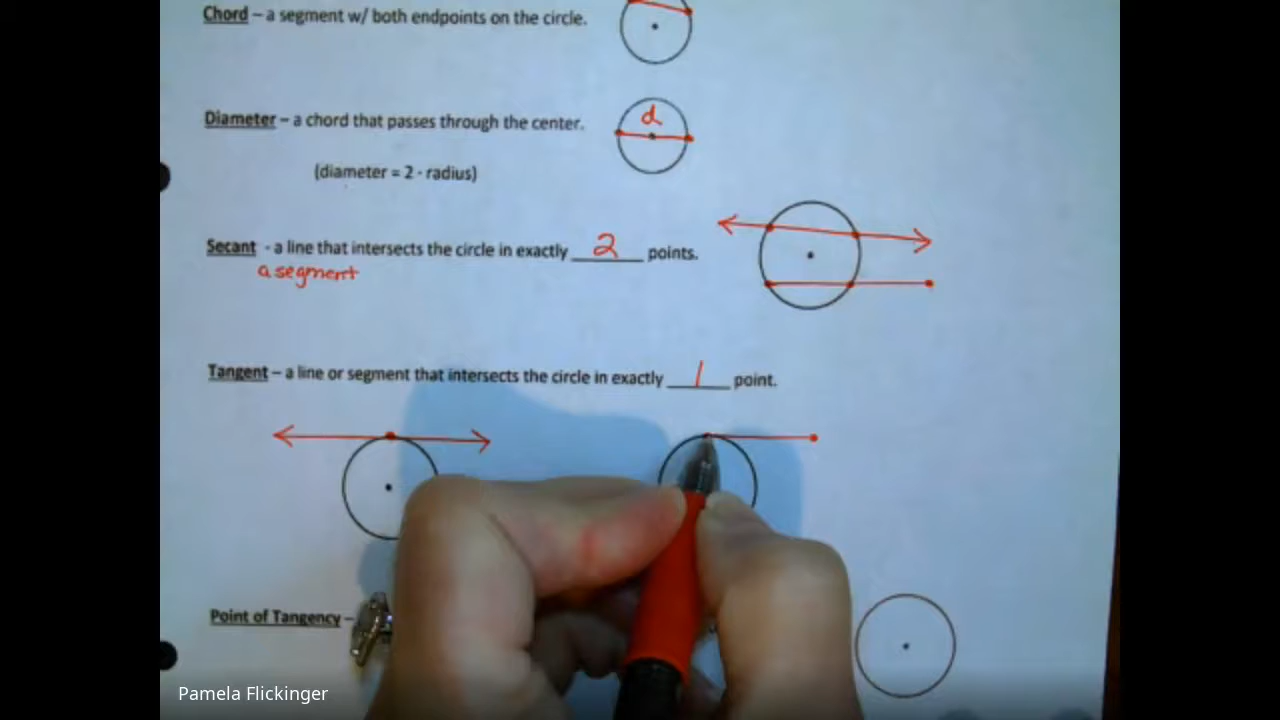 Chord – a segment w/ both endpoints on the circle.
d
Diameter – a chord that passes through the center.
(diameter = 2 · radius)
Secant - a line that intersects the circle in exactly 2 points.
a segment
Tangent – a line or segment that intersects the circle in exactly 1 point.
Point of Tangency –
Pamela Flickinger